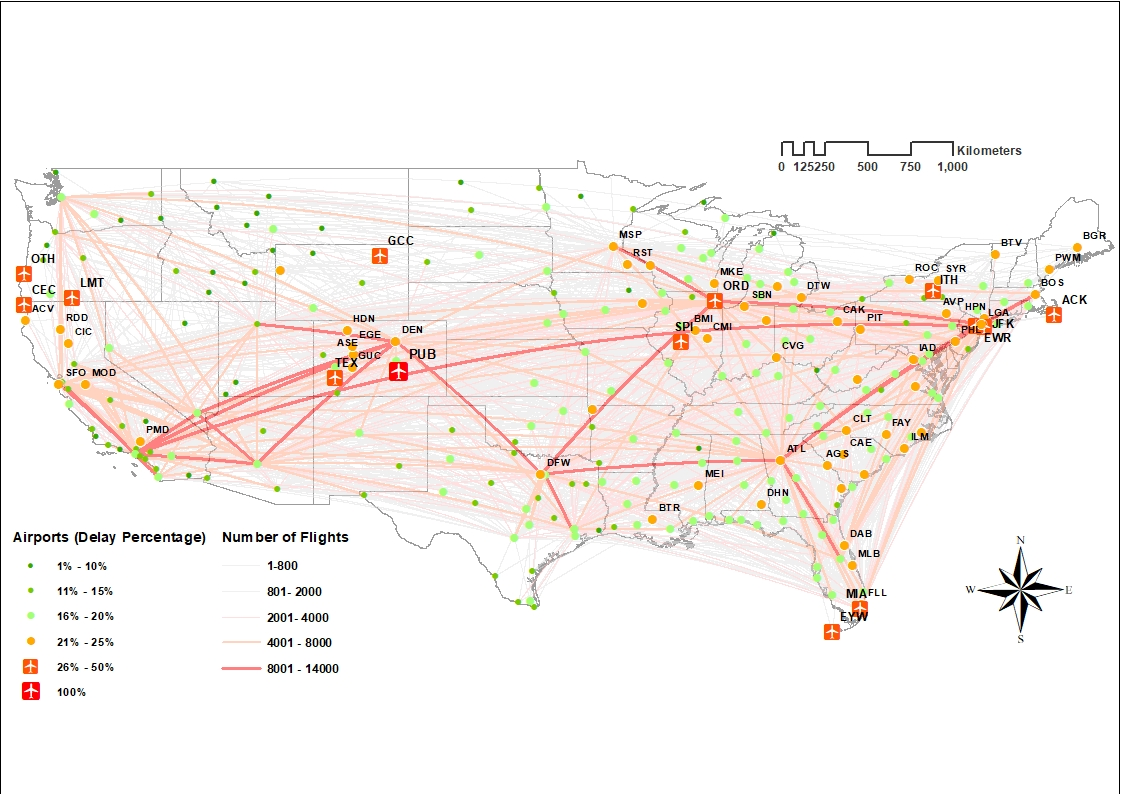 Kilometers
0 125250 500 750 1,000
BGR
BTV
MSP
PWM
GCC
RST
OTH
ROC SYR
MKE
ITH
LMT
ORD
DTW
BOS
CEC
SBN
AVP
HPN
ACK
ACV
CAK
LGA
RDD
HDN
BMI
PIT
JFK
CIC
EGE
DEN
SPI
CMI
PHL
ASE
EWR
GUC
PUB
CVG
IAD
TEX
SFO MOD
PMD
CLT
FAY
ILM
CAE
ATL
AGS
DFW
MEI
DHN
BTR
DAB
MLB
MIA FLL
EYW
N
W E
S
Airports (Delay Percentage)
1% - 10%
11% - 15%
16% - 20%
21% - 25%
26% - 50%
100%
Number of Flights
1-800
801- 2000
2001- 4000
4001 - 8000
8001 - 14000